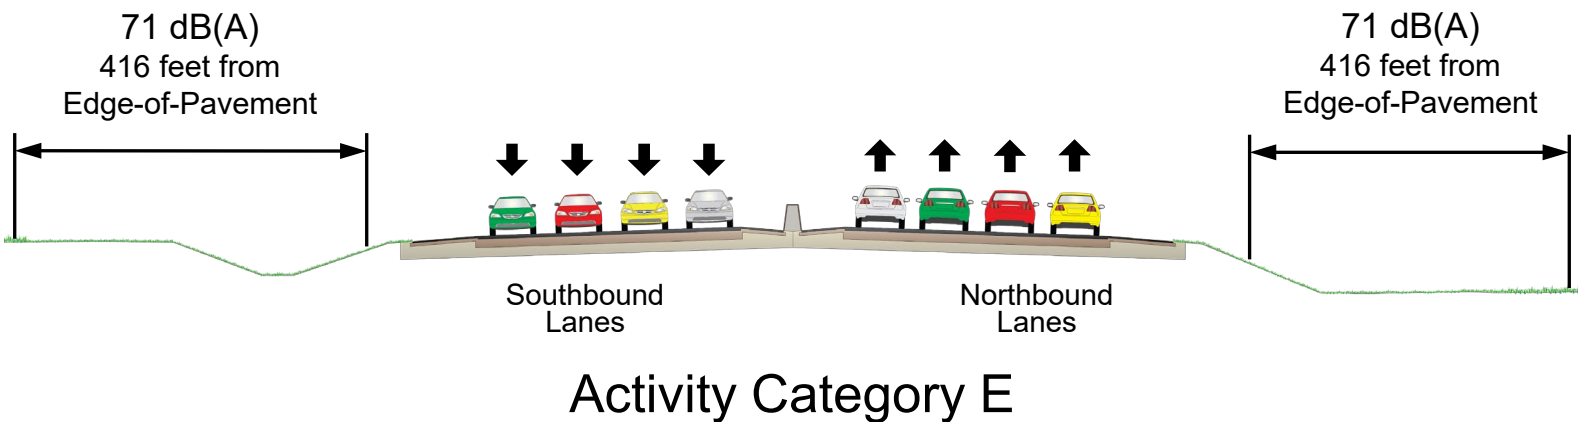 71 dB(A)
416 feet from
Edge-of-Pavement
71 dB(A)
416 feet from
Edge-of-Pavement
Southbound
Lanes
Northbound
Lanes
Activity Category E